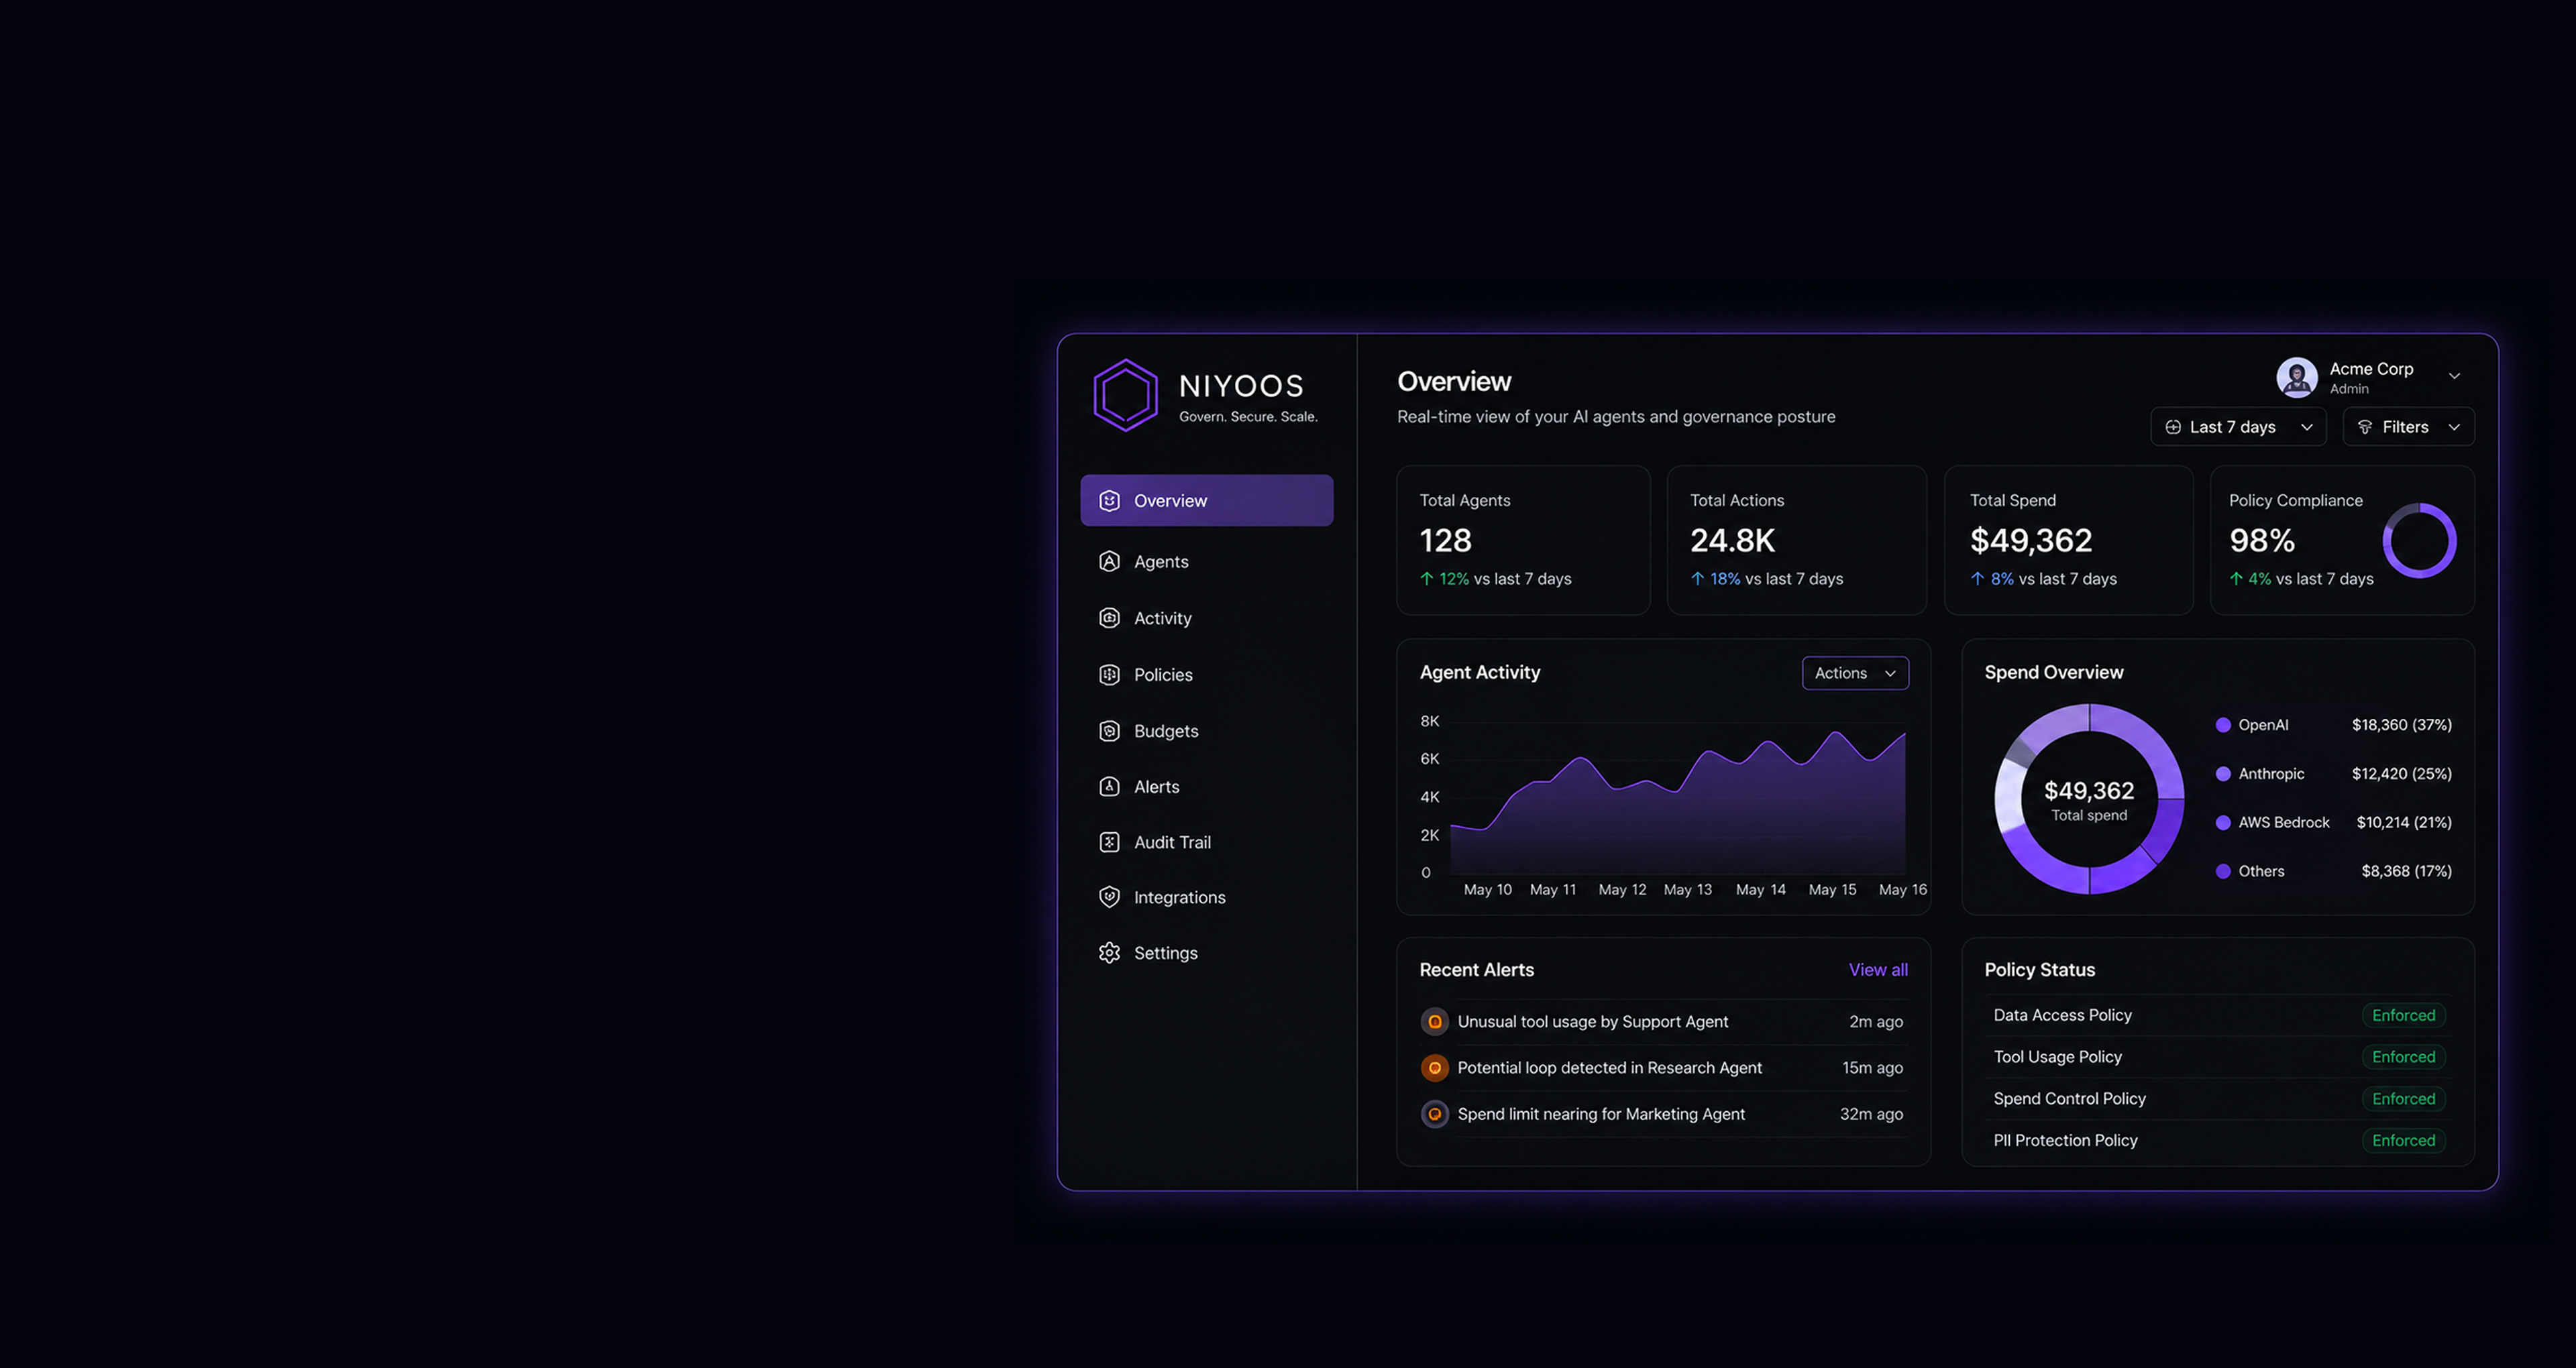 NIYOOS
Govern. Secure. Scale.
Overview
Agents
Activity
Policies
Budgets
Alerts
Audit Trail
Integrations
Settings
Overview
Real-time view of your AI agents and governance posture
Acme Corp
Admin
Last 7 days
Filters
Total Agents
128
↑ 12% vs last 7 days
Total Actions
24.8K
↑ 18% vs last 7 days
Total Spend
$49,362
↑ 8% vs last 7 days
Policy Compliance
98%
↑ 4% vs last 7 days
Agent Activity
Actions
8K
6K
4K
2K
0
May 10 May 11 May 12 May 13 May 14 May 15 May 16
Spend Overview
$49,362
Total spend
OpenAI $18,360 (37%)
Anthropic $12,420 (25%)
AWS Bedrock $10,214 (21%)
Others $8,368 (17%)
Recent Alerts
View all
Unusual tool usage by Support Agent 2m ago
Potential loop detected in Research Agent 15m ago
Spend limit nearing for Marketing Agent 32m ago
Policy Status
Data Access Policy Enforced
Tool Usage Policy Enforced
Spend Control Policy Enforced
PII Protection Policy Enforced